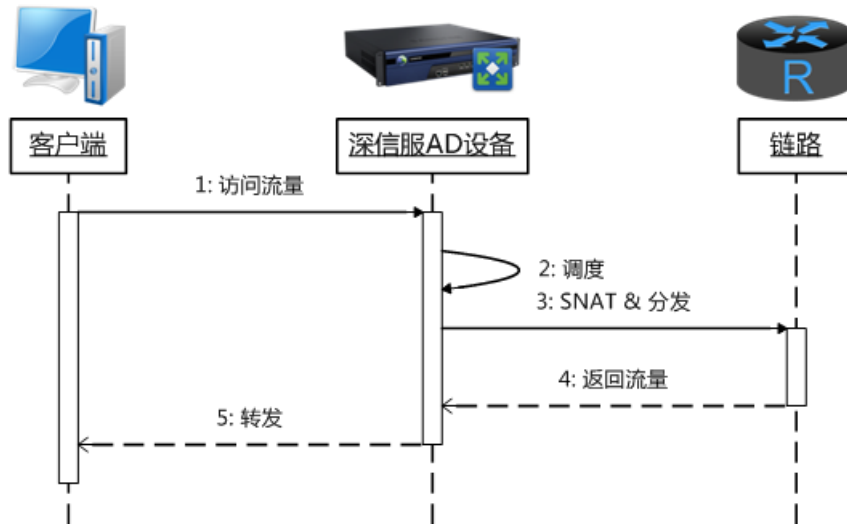 客户端
深信服AD设备
R
链路
1: 访问流量
2: 调度
3: SNAT & 分发
4: 返回流量
5: 转发